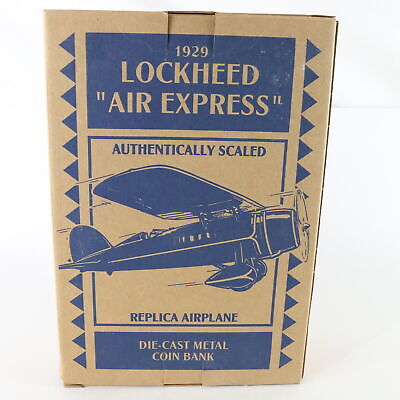 1929
LOCKHEED
"AIR EXPRESS"
AUTHENTICALLY SCALED
REPLICA AIRPLANE
DIE-CAST METAL
COIN BANK